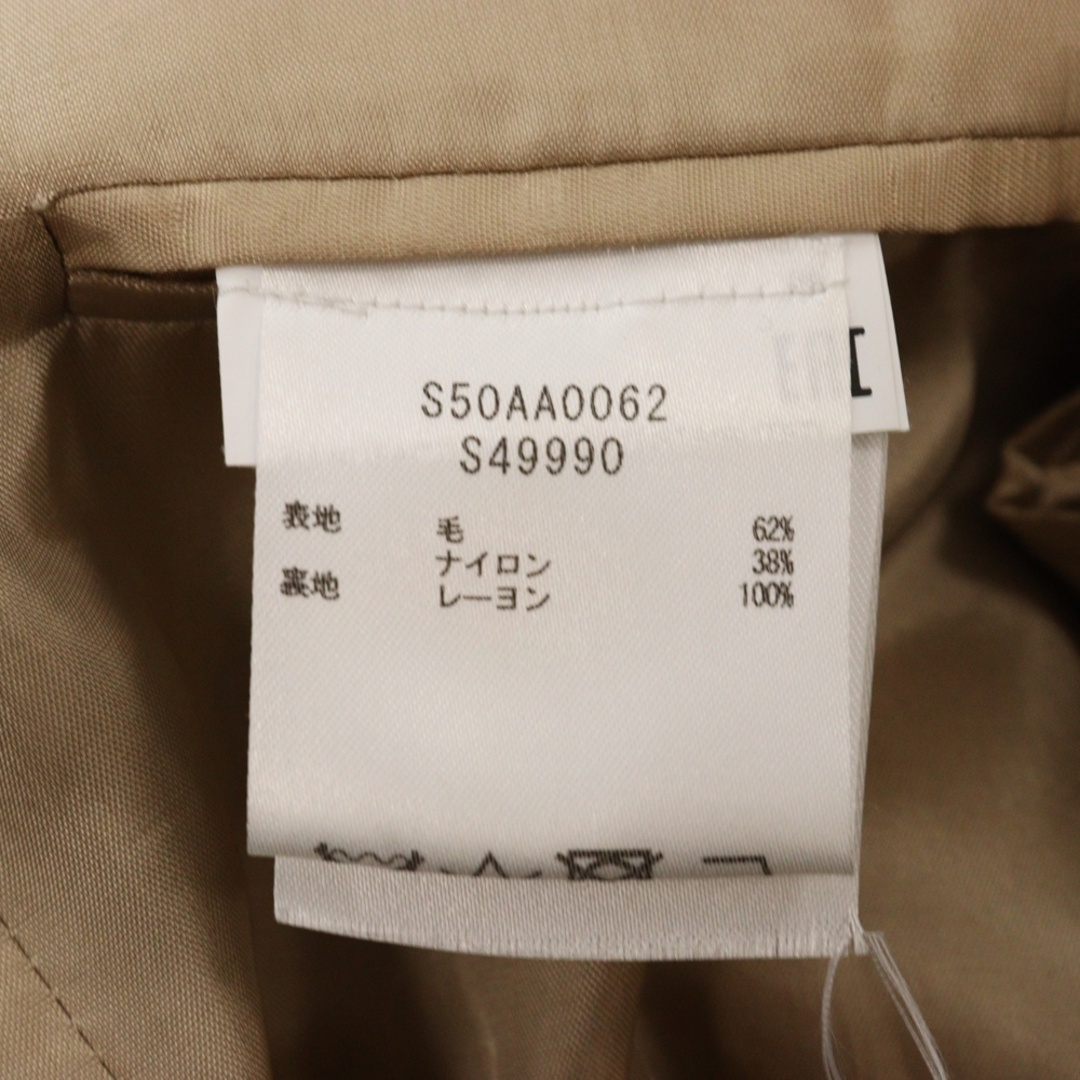 S50AA0062
S49990
表地 毛 62%
ナイロン 38%
裏地 レーヨン 100%